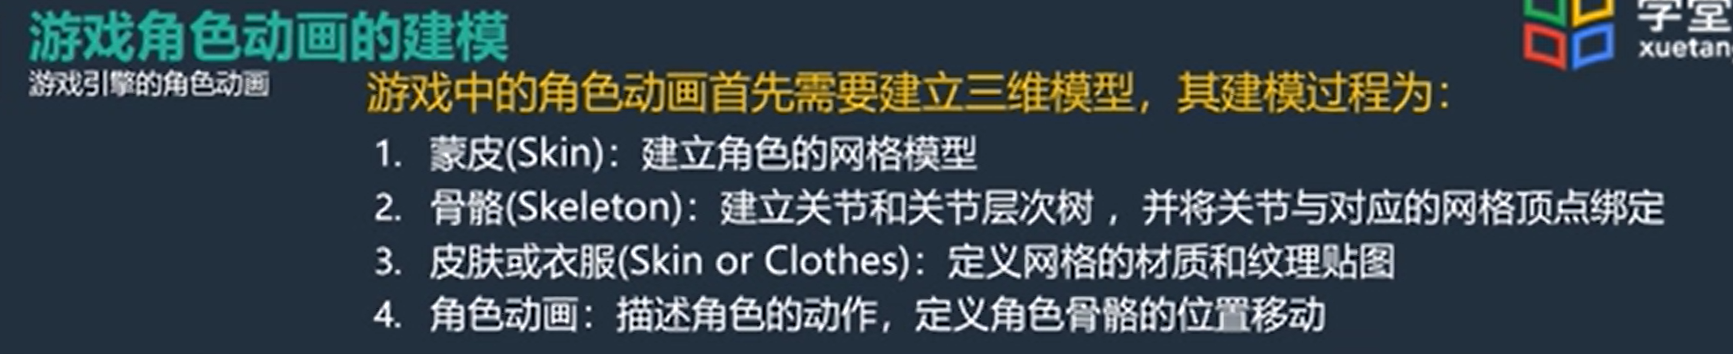 游戏角色动画的建模
学堂
xuetan
游戏引擎的角色动画
游戏中的角色动画首先需要建立三维模型，其建模过程为：
1. 蒙皮(Skin)：建立角色的网格模型
2. 骨骼(Skeleton)：建立关节和关节层次树，并将关节与对应的网格顶点绑定
3. 皮肤或衣服(Skin or Clothes)：定义网格的材质和纹理贴图
4. 角色动画：描述角色的动作，定义角色骨骼的位置移动